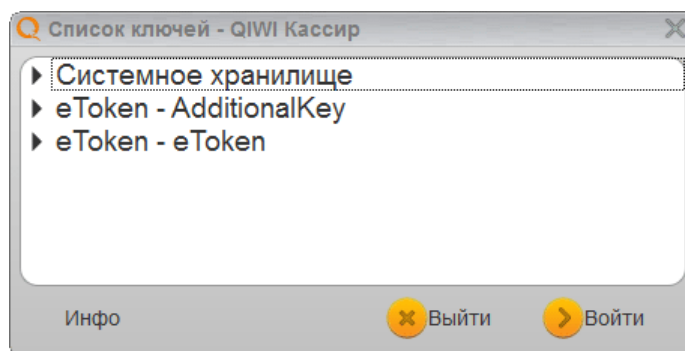 Список ключей - QIWI Кассир
Системное хранилище
eToken - AdditionalKey
eToken - eToken
Инфо Выйти Войти